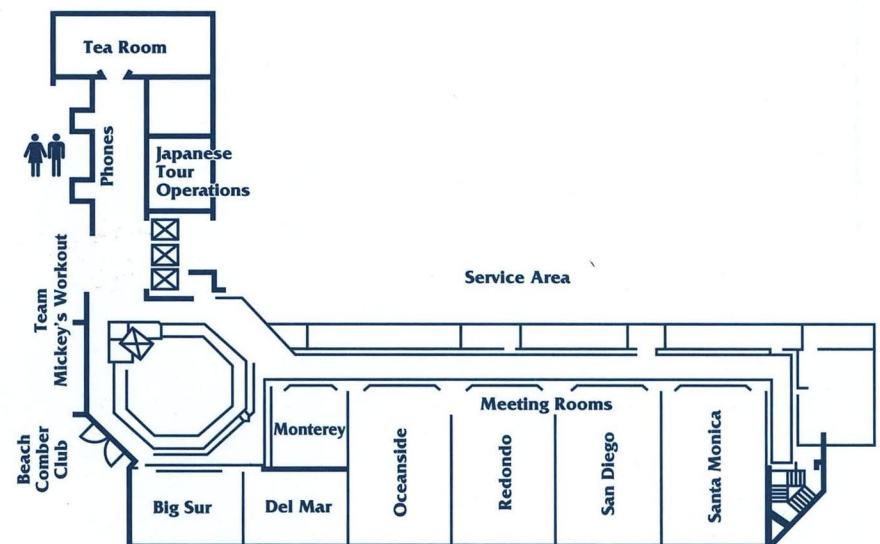 Tea Room
Phones
Japanese
Tour
Operations
Team
Mickey's Workout
Service Area
Beach
Comber
Club
Meeting Rooms
Monterey
Oceanside
Redondo
San Diego
Santa Monica
Big Sur
Del Mar